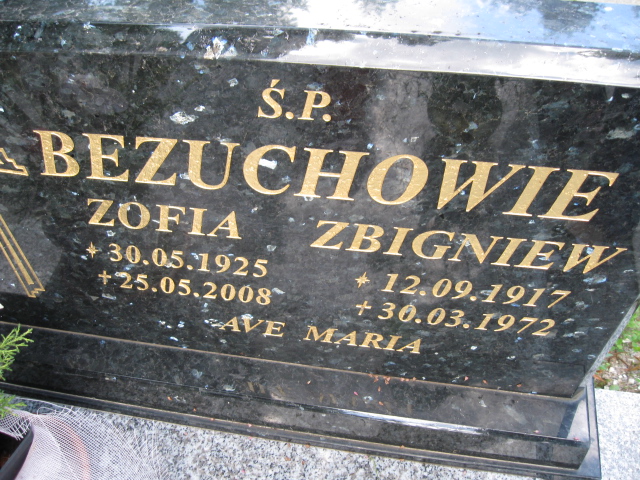 Ś.P.
BEZUCHOWIE
ZOFIA
* 30.05.1925
+ 25.05.2008
ZBIGNIEW
* 12.09.1917
+ 30.03.1972
AVE MARIA